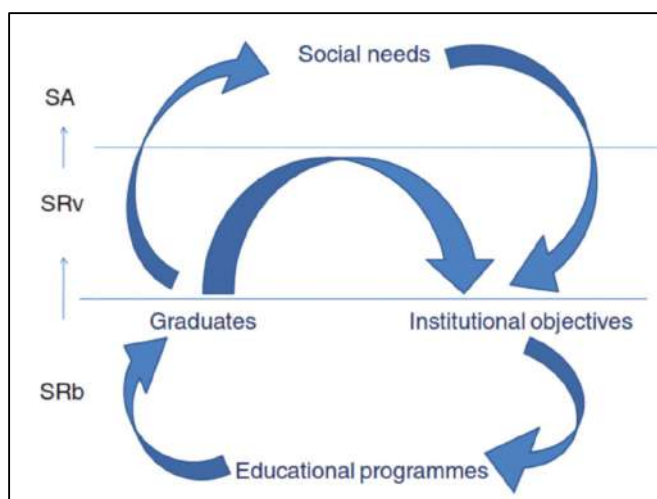 Social needs
SA
SRv
Graduates
Institutional objectives
SRb
Educational programmes